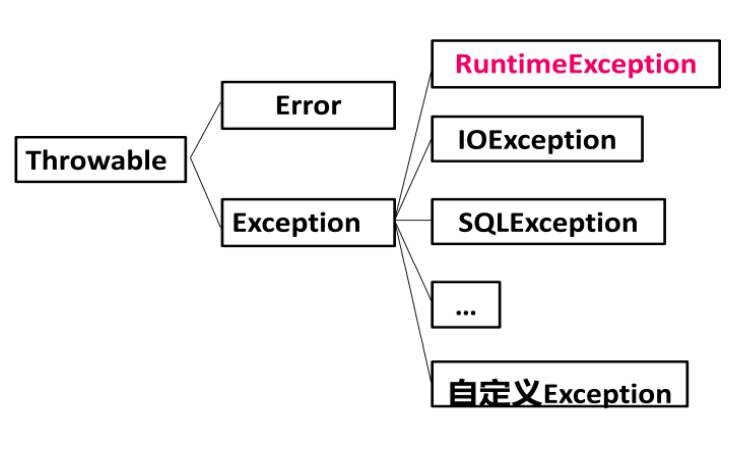 RuntimeException
Error
IOException
Throwable
Exception
SQLException
...
自定义Exception